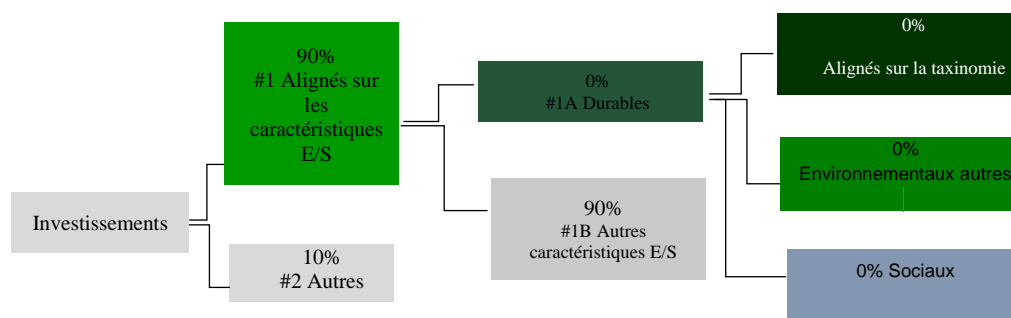 Investissements
90%
#1 Alignés sur
les
caractéristiques
E/S
10%
#2 Autres
0%
#1A Durables
90%
#1B Autres
caractéristiques E/S
0%
Alignés sur la taxinomie
0%
Environnementaux autres
0% Sociaux